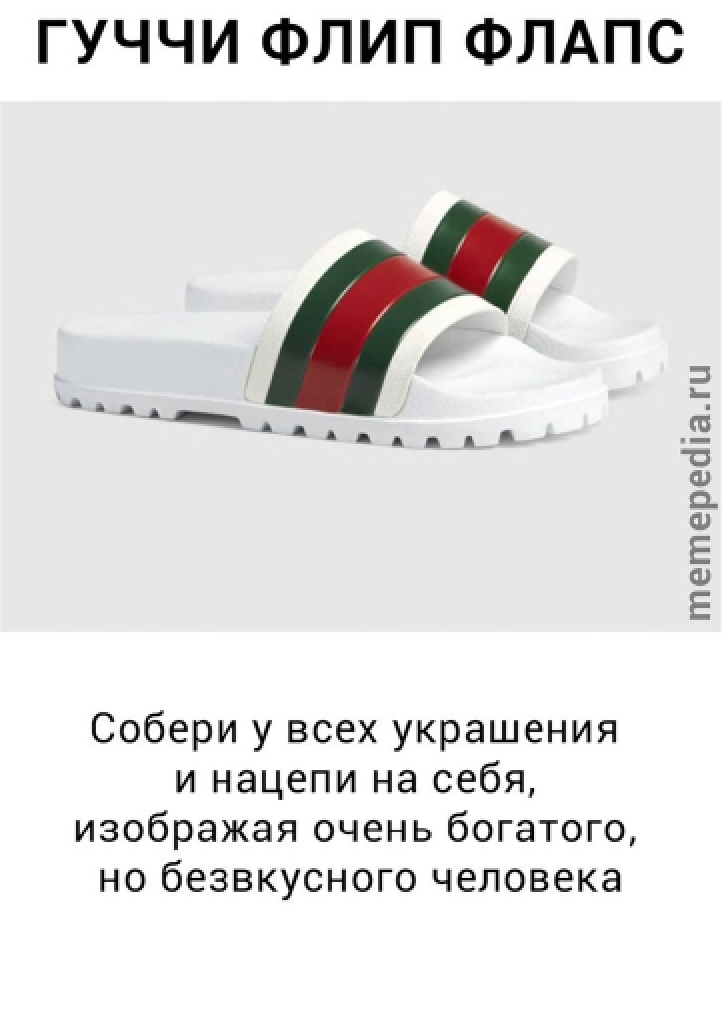 ГУЧЧИ ФЛИП ФЛАПС
memepedia.ru
Собери у всех украшения
и нацепи на себя,
изображая очень богатого,
но безвкусного человека